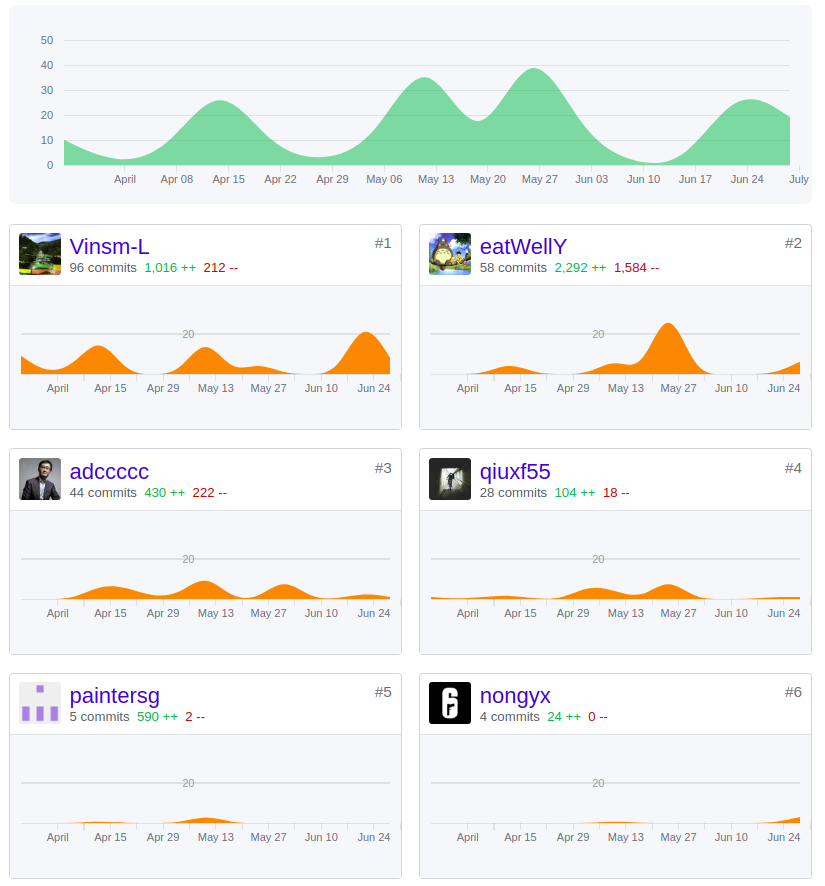 50
40
30
20
10
0
April Apr 08 Apr 15 Apr 22 Apr 29 May 06 May 13 May 20 May 27 Jun 03 Jun 10 Jun 17 Jun 24 July
Vinsm-L #1
96 commits 1,016 ++ 212 --
20
April Apr 15 Apr 29 May 13 May 27 Jun 10 Jun 24
eatWellY #2
58 commits 2,292 ++ 1,584 --
20
April Apr 15 Apr 29 May 13 May 27 Jun 10 Jun 24
adccccc #3
44 commits 430 ++ 222 --
20
April Apr 15 Apr 29 May 13 May 27 Jun 10 Jun 24
qiuxf55 #4
28 commits 104 ++ 18 --
20
April Apr 15 Apr 29 May 13 May 27 Jun 10 Jun 24
paintersg #5
5 commits 590 ++ 2 --
20
April Apr 15 Apr 29 May 13 May 27 Jun 10 Jun 24
nongyx #6
4 commits 24 ++ 0 --
20
April Apr 15 Apr 29 May 13 May 27 Jun 10 Jun 24